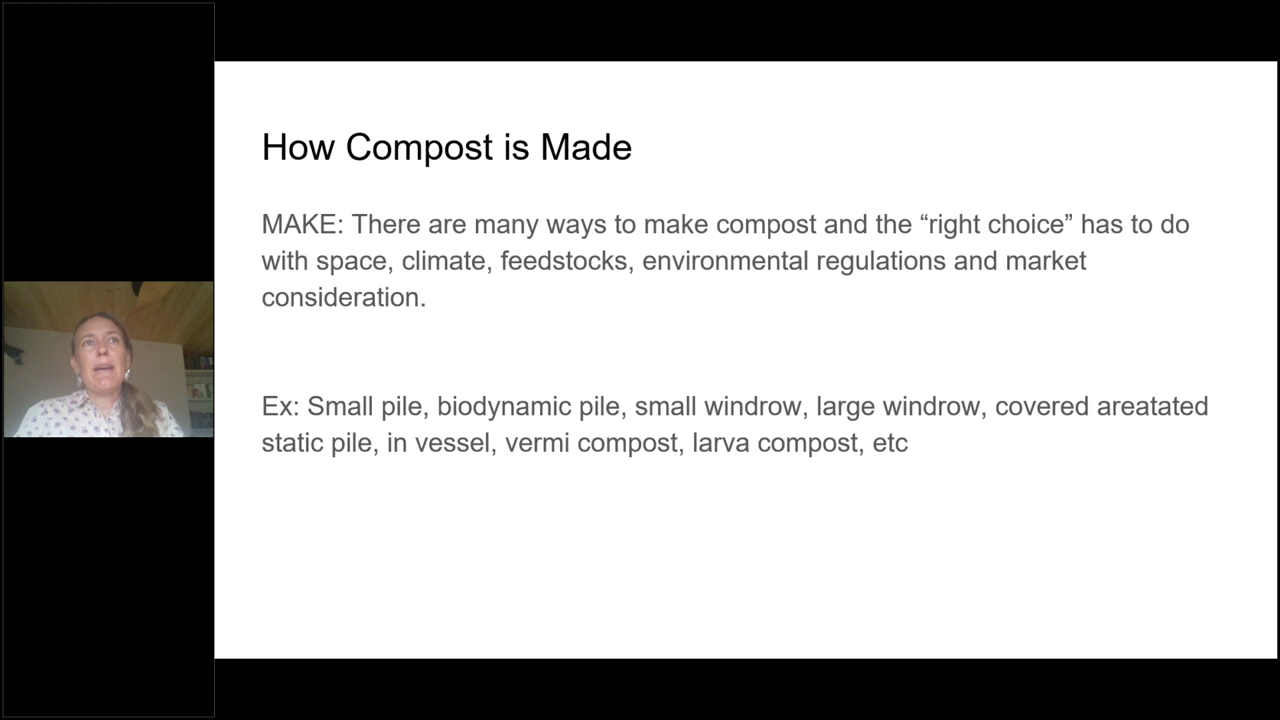 How Compost is Made
MAKE: There are many ways to make compost and the “right choice” has to do
with space, climate, feedstocks, environmental regulations and market
consideration.
Ex: Small pile, biodynamic pile, small windrow, large windrow, covered areatated
static pile, in vessel, vermi compost, larva compost, etc